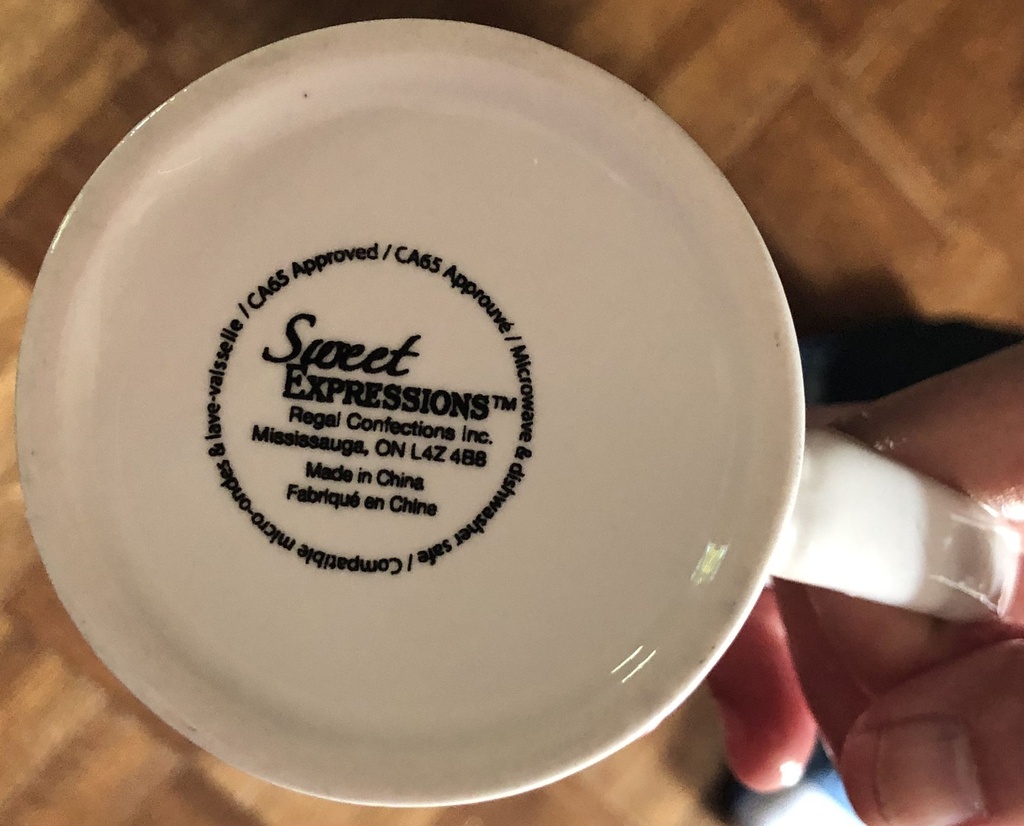 CA65 Approved / CA65 Approuvé / Microwave & dishwasher safe / Compatible micro-ondes & lave-vaisselle /
Sweet
EXPRESSIONS™
Regal Confections Inc.
Mississauga, ON L4Z 4B8
Made in China
Fabriqué en Chine